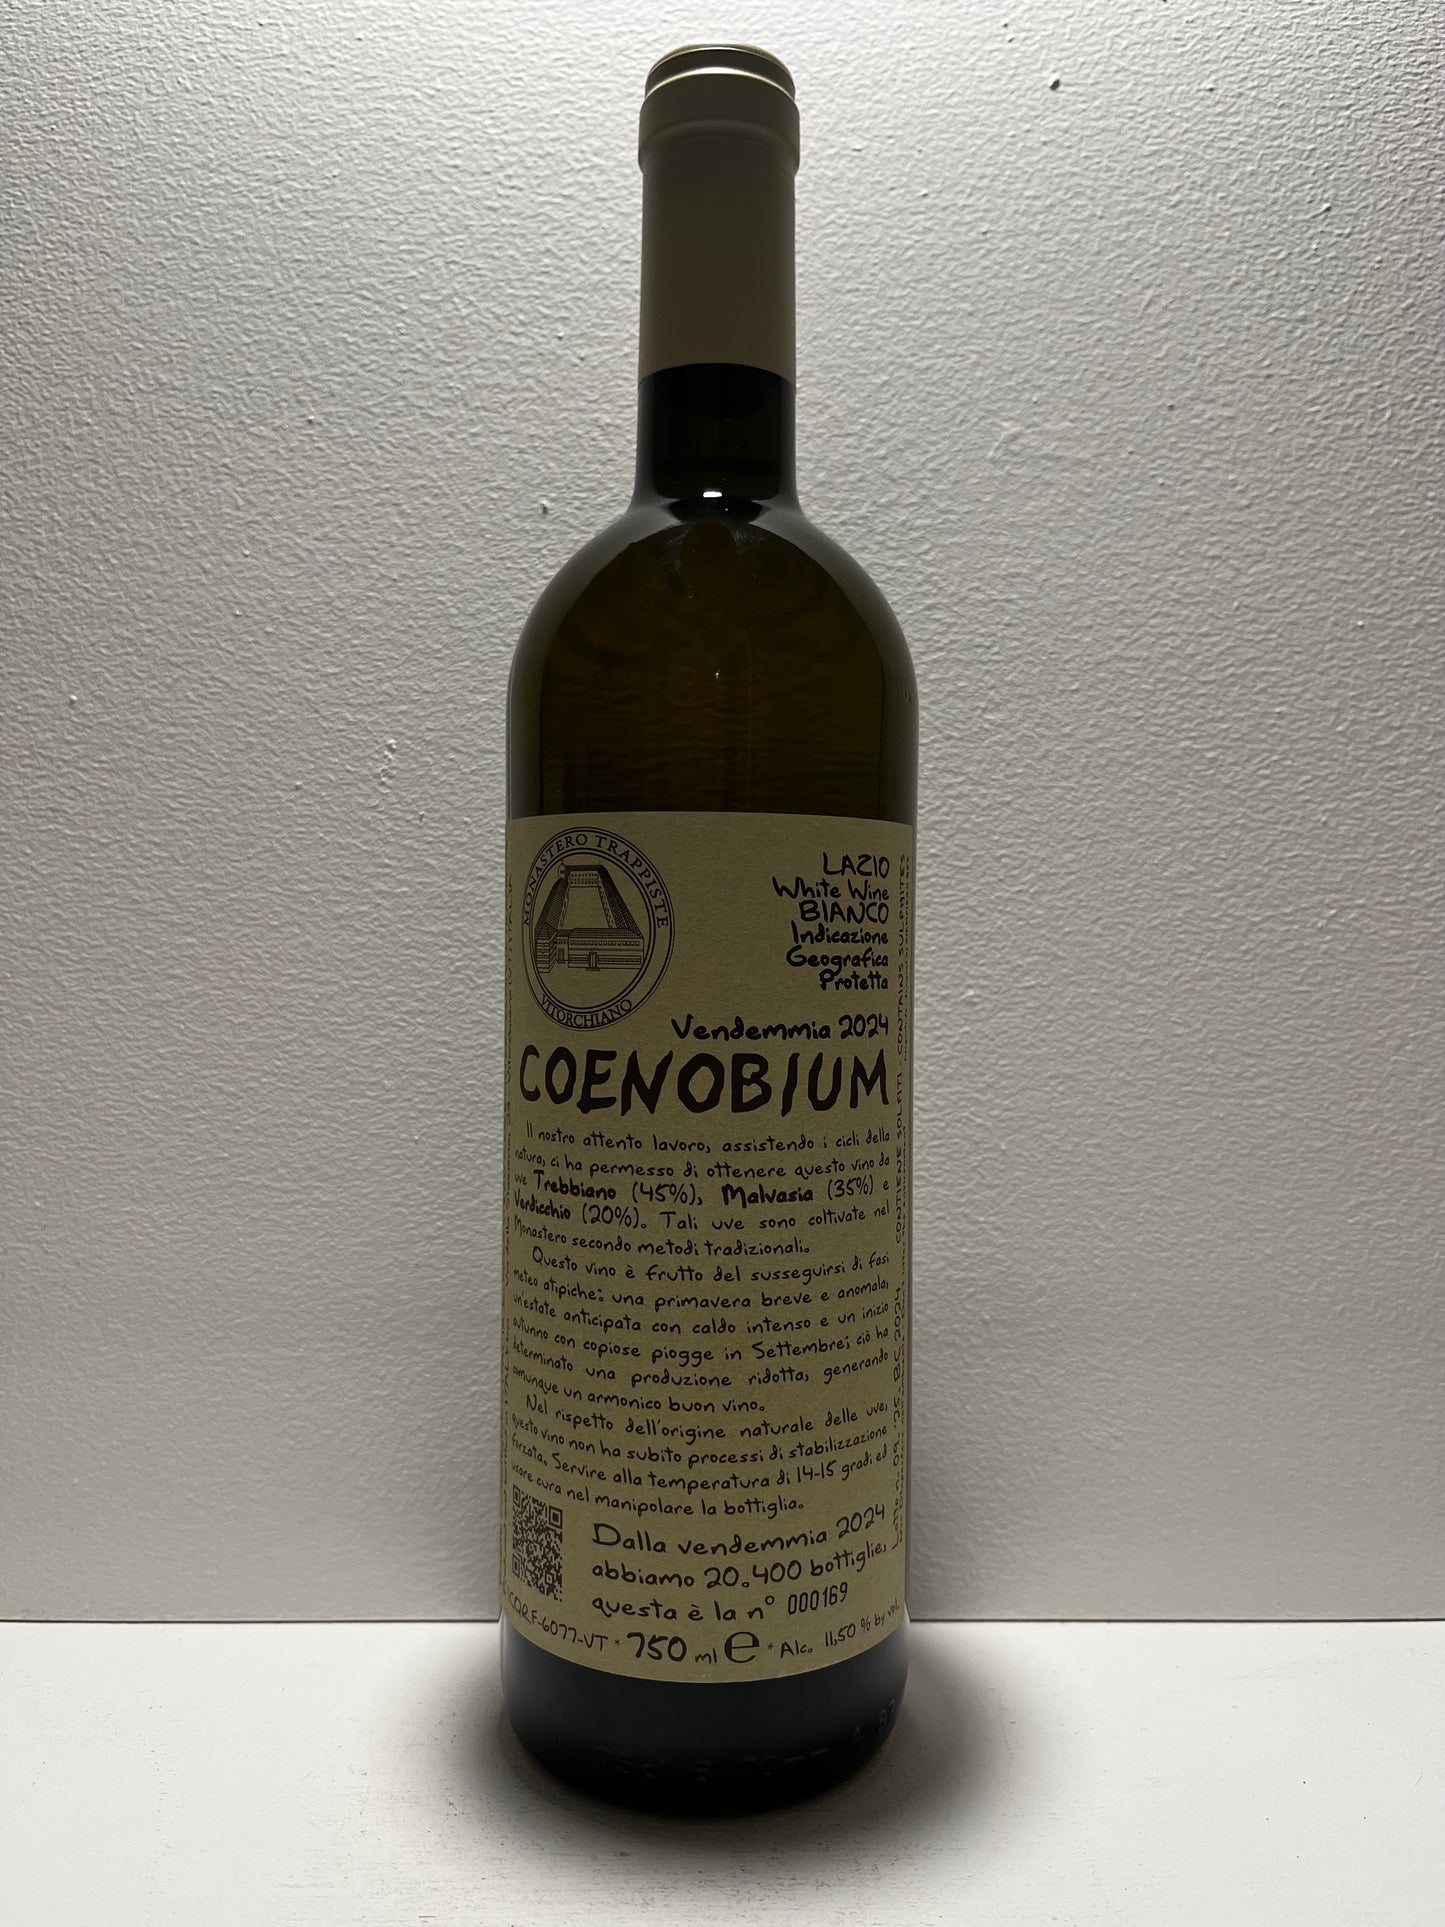 MONASTERO TRAPPISTE
VITORCHIANO
LAZIO
White Wine
BIANCO
Indicazione
Geografica
Protetta
Vendemmia 2024
COENOBIUM
Il nostro attento lavoro, assistendo i cicli della
natura, ci ha permesso di ottenere questo vino da
uve Trebbiano (45%), Malvasia (35%) e
Verdicchio (20%). Tali uve sono coltivate nel
Monastero secondo metodi tradizionali.
Questo vino è frutto del susseguirsi di fasi
meteo atipiche: una primavera breve e anomala,
un'estate anticipata con caldo intenso e un inizio
autunno con copiose piogge in Settembre; ciò ha
determinato una produzione ridotta, generando
comunque un armonico buon vino.
Nel rispetto dell'origine naturale delle uve,
questo vino non ha subito processi di stabilizzazione
forzata. Servire alla temperatura di 14-15 gradi ed
usare cura nel manipolare la bottiglia.
Dalla vendemmia 2024
abbiamo 20.400 bottiglie,
questa è la n° 000169
ICQRF-6077-VT * 750 ml e * Alc. 11,50 % by vol.
CONTIENE SOLFITI - CONTAINS SULPHITES